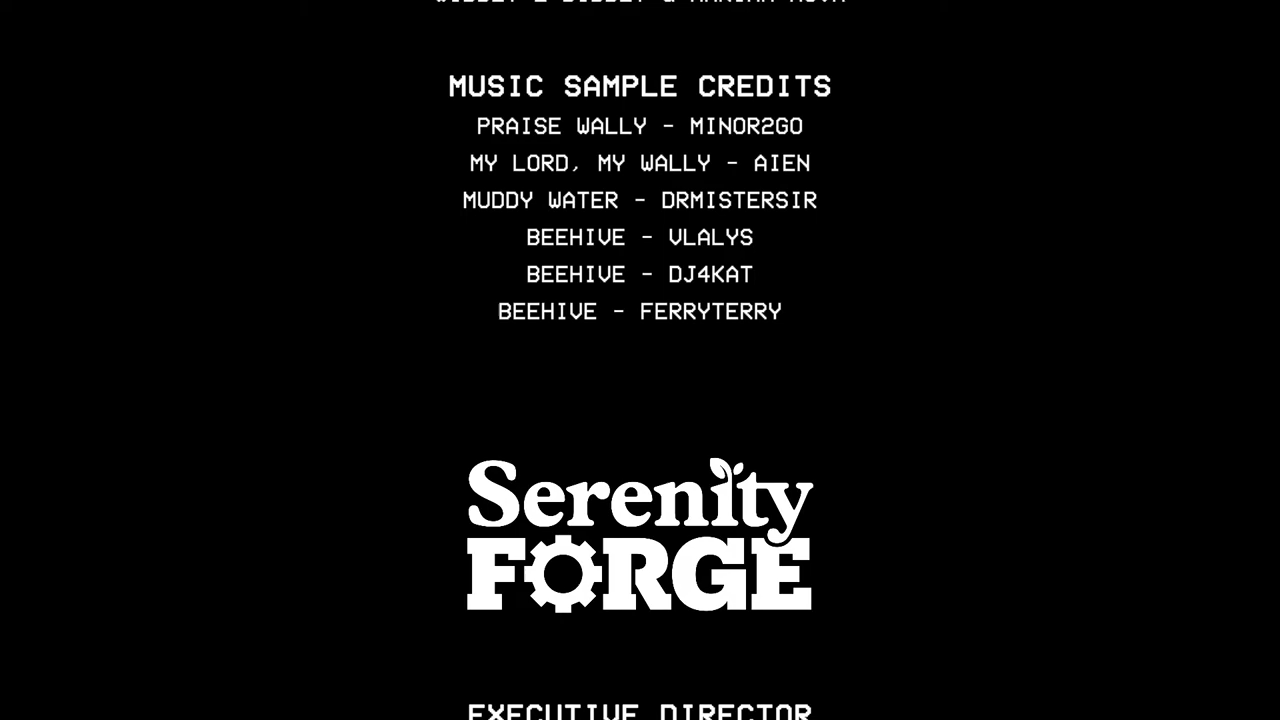 MUSIC SAMPLE CREDITS
PRAISE WALLY - MINOR2GO
MY LORD, MY WALLY - AIEN
MUDDY WATER - DRMISTERSIR
BEEHIVE - VLALYS
BEEHIVE - DJ4KAT
BEEHIVE - FERRYTERRY
Serenity
FORGE
EXECUTIVE DIRECTOR